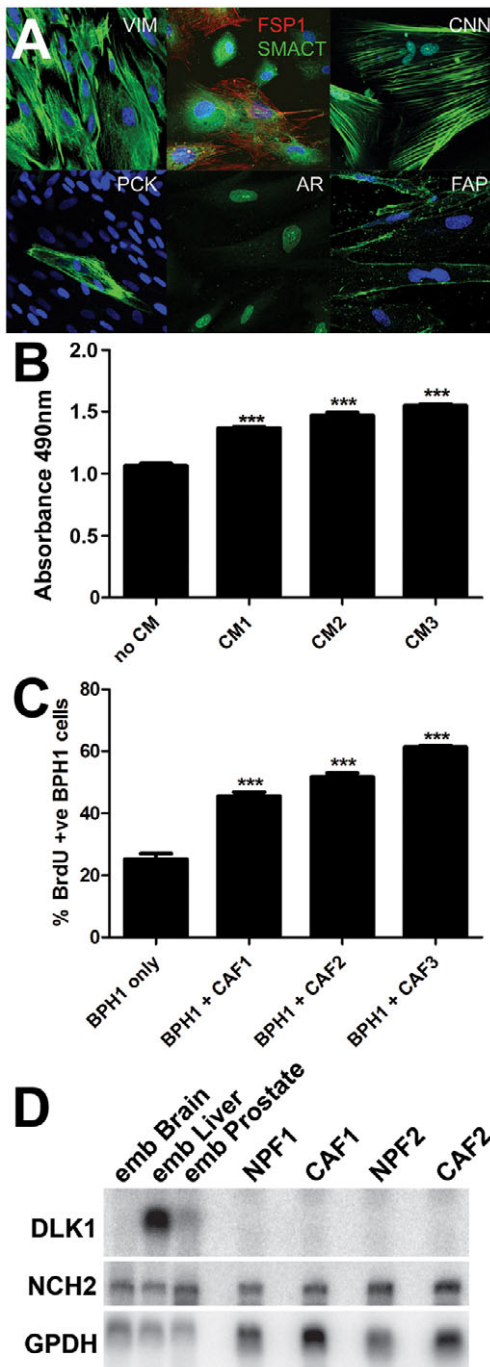 A
VIM
FSP1
SMACT
CNN
PCK
AR
FAP
B
Absorbance 490nm
2.0
1.5
1.0
0.5
0
***
***
***
no CM
CM1
CM2
CM3
C
% BrdU +ve BPH1 cells
80
60
40
20
0
***
***
***
BPH1 only
BPH1 + CAF1
BPH1 + CAF2
BPH1 + CAF3
D
emb Brain
emb Liver
emb Prostate
NPF1
CAF1
NPF2
CAF2
DLK1
NCH2
GPDH